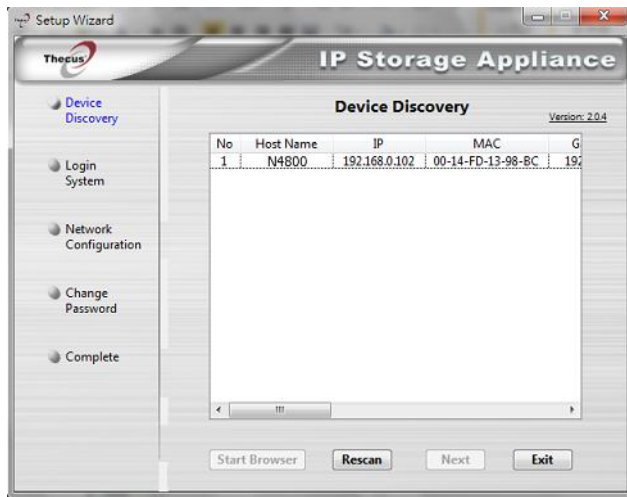 Setup Wizard
Thecus
IP Storage Appliance
Device
Discovery
Login
System
Network
Configuration
Change
Password
Complete
Device Discovery
Version: 2.0.4
No Host Name IP MAC G
1 N4800 192.168.0.102 00-14-FD-13-98-BC 192
Start Browser Rescan Next Exit